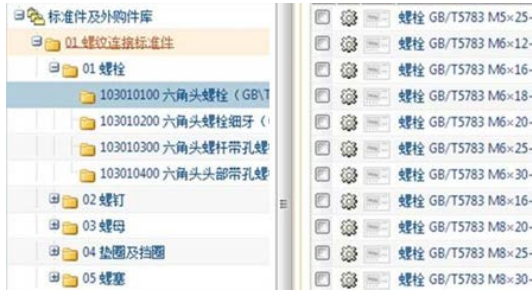 标准件及外购件库
01 螺纹连接标准件
01 螺栓
103010100 六角头螺栓（GB\T
103010200 六角头螺栓细牙（
103010300 六角头螺杆带孔螺
103010400 六角头头部带孔螺
02 螺钉
03 螺母
04 垫圈及挡圈
05 螺塞
螺栓 GB/T5783 M5×25-
螺栓 GB/T5783 M6×12-
螺栓 GB/T5783 M6×16-
螺栓 GB/T5783 M6×18-
螺栓 GB/T5783 M6×20-
螺栓 GB/T5783 M6×25-
螺栓 GB/T5783 M6×30-
螺栓 GB/T5783 M8×16-
螺栓 GB/T5783 M8×20-
螺栓 GB/T5783 M8×25-
螺栓 GB/T5783 M8×30-